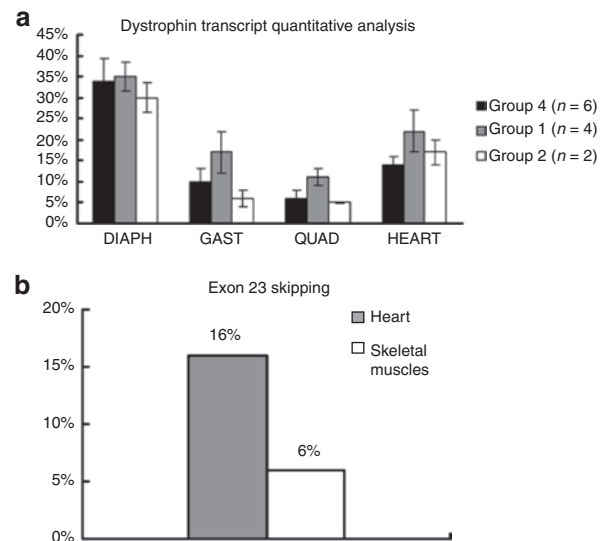 a
Dystrophin transcript quantitative analysis
45%
40%
35%
30%
25%
20%
15%
10%
5%
0%
DIAPH GAST QUAD HEART
Group 4 (n = 6)
Group 1 (n = 4)
Group 2 (n = 2)
b
Exon 23 skipping
20%
15%
10%
5%
0%
16%
6%
Heart
Skeletal
muscles